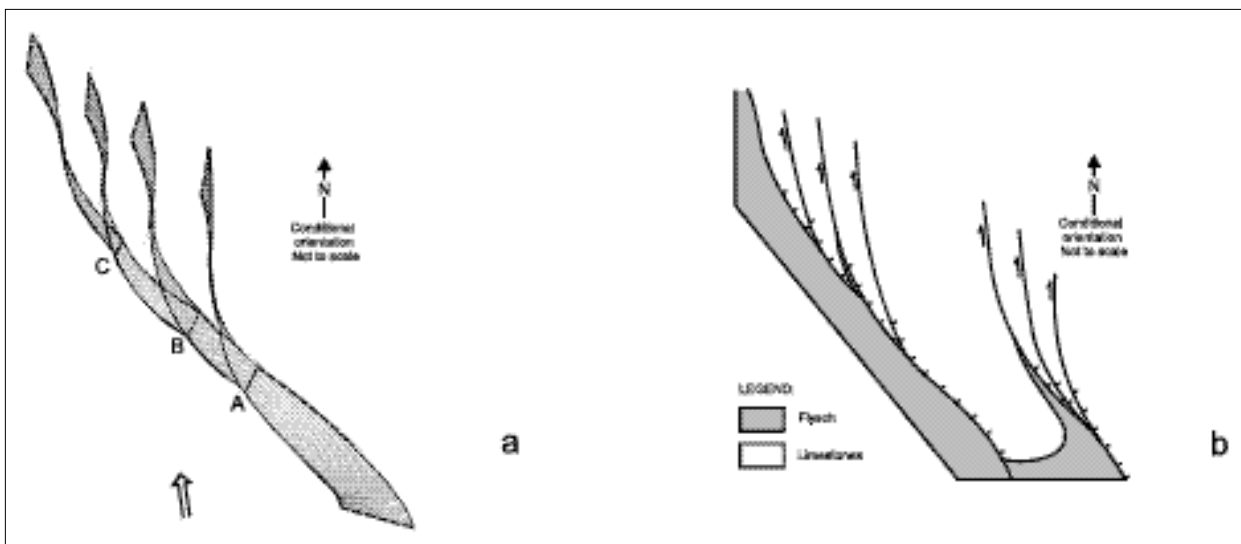 N
Conditional
orientation
Not to scale
C
B
A
a
N
Conditional
orientation
Not to scale
LEGEND:
Flysch
Limestones
b